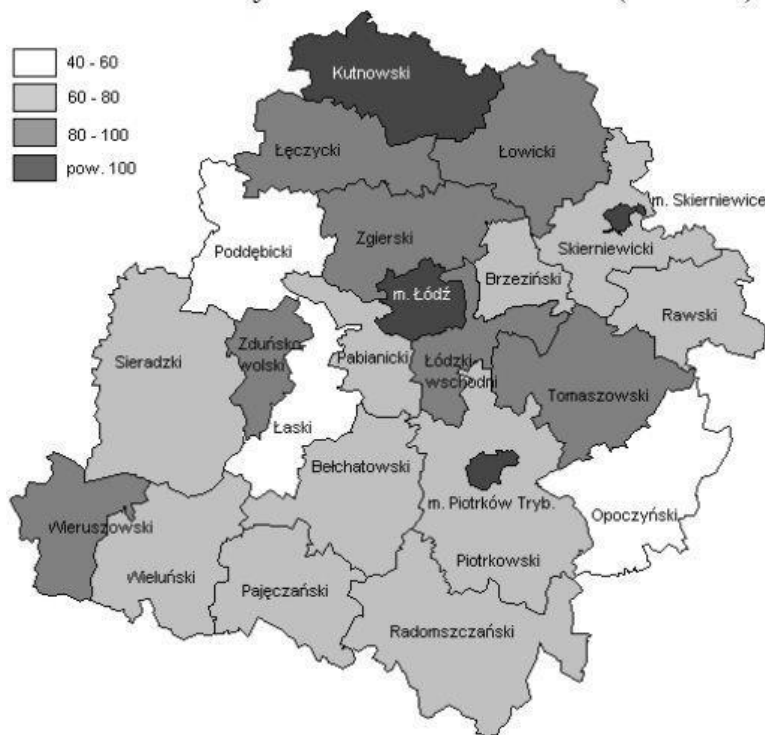 40 - 60
60 - 80
80 - 100
pow. 100
Kutnowski
Łęczycki
Łowicki
m. Skierniewice
Skierniewicki
Zgierski
Poddębicki
Brzeziński
m. Łódź
Rawski
Zduńsko
wolski
Sieradzki
Pabianicki
Łódzki
wschodni
Tomaszowski
Łaski
Bełchatowski
m. Piotrków Tryb.
Opoczyński
Wieruszowski
Piotrkowski
Wieluński
Pajęczański
Radomszczański